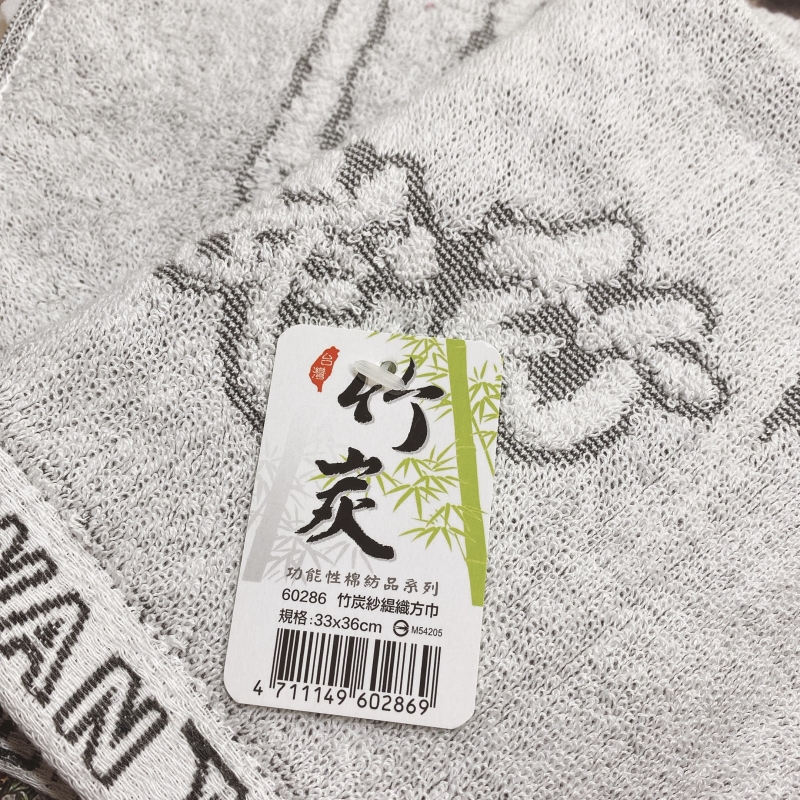 台灣
竹炭
功能性棉紡品系列
60286 竹炭紗緹織方巾
規格:33x36cm M54205
4 711149 602869